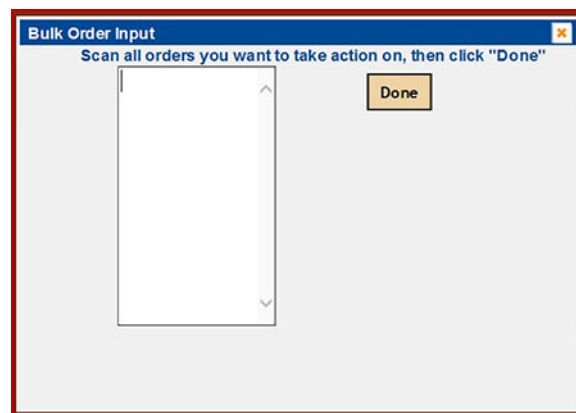 Bulk Order Input
Scan all orders you want to take action on, then click "Done"
Done